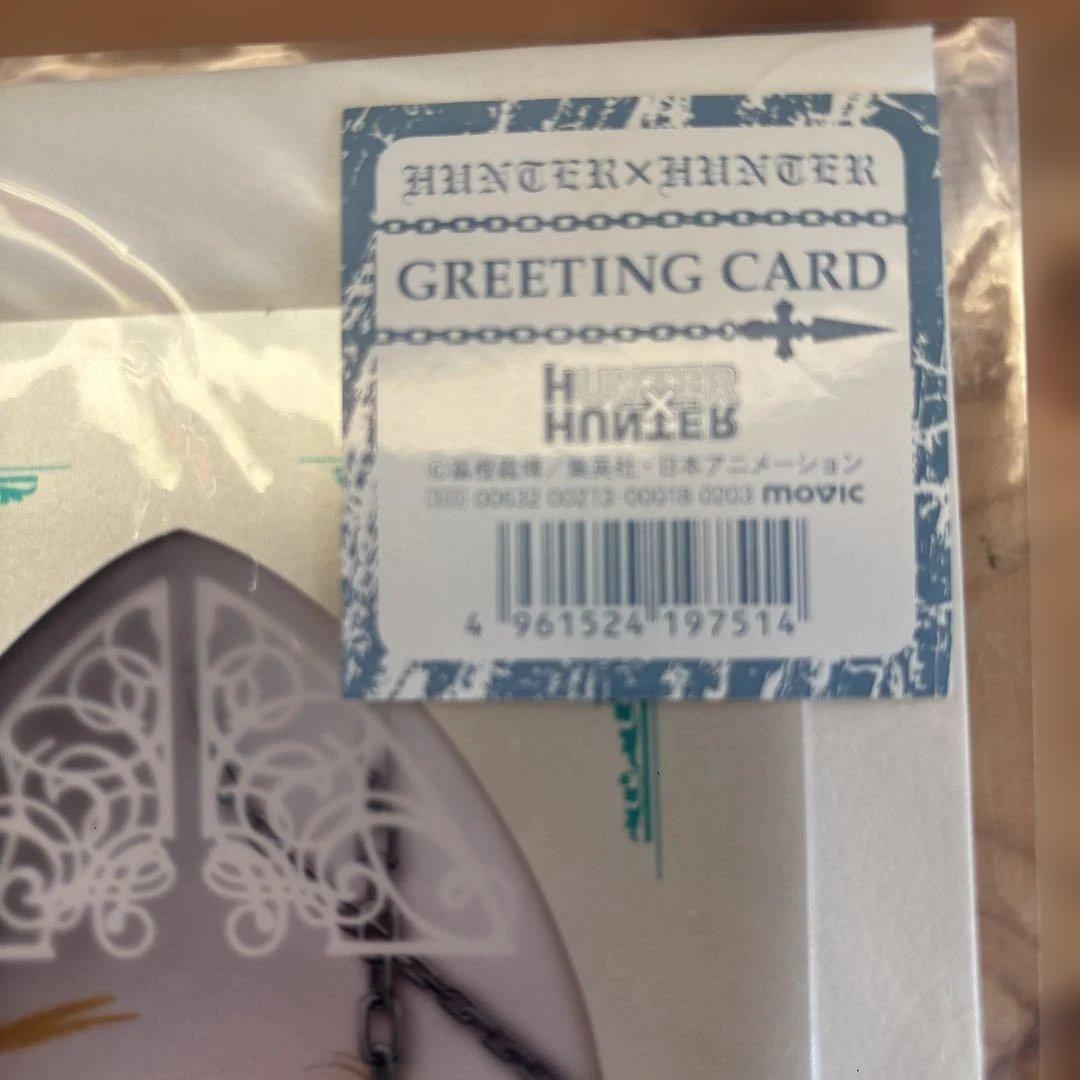 HUNTER×HUNTER
GREETING CARD
HUNTER
×
HUNTER
©冨樫義博／集英社・日本アニメーション
00632 00213 00018 0203 movic
4 961524 197514